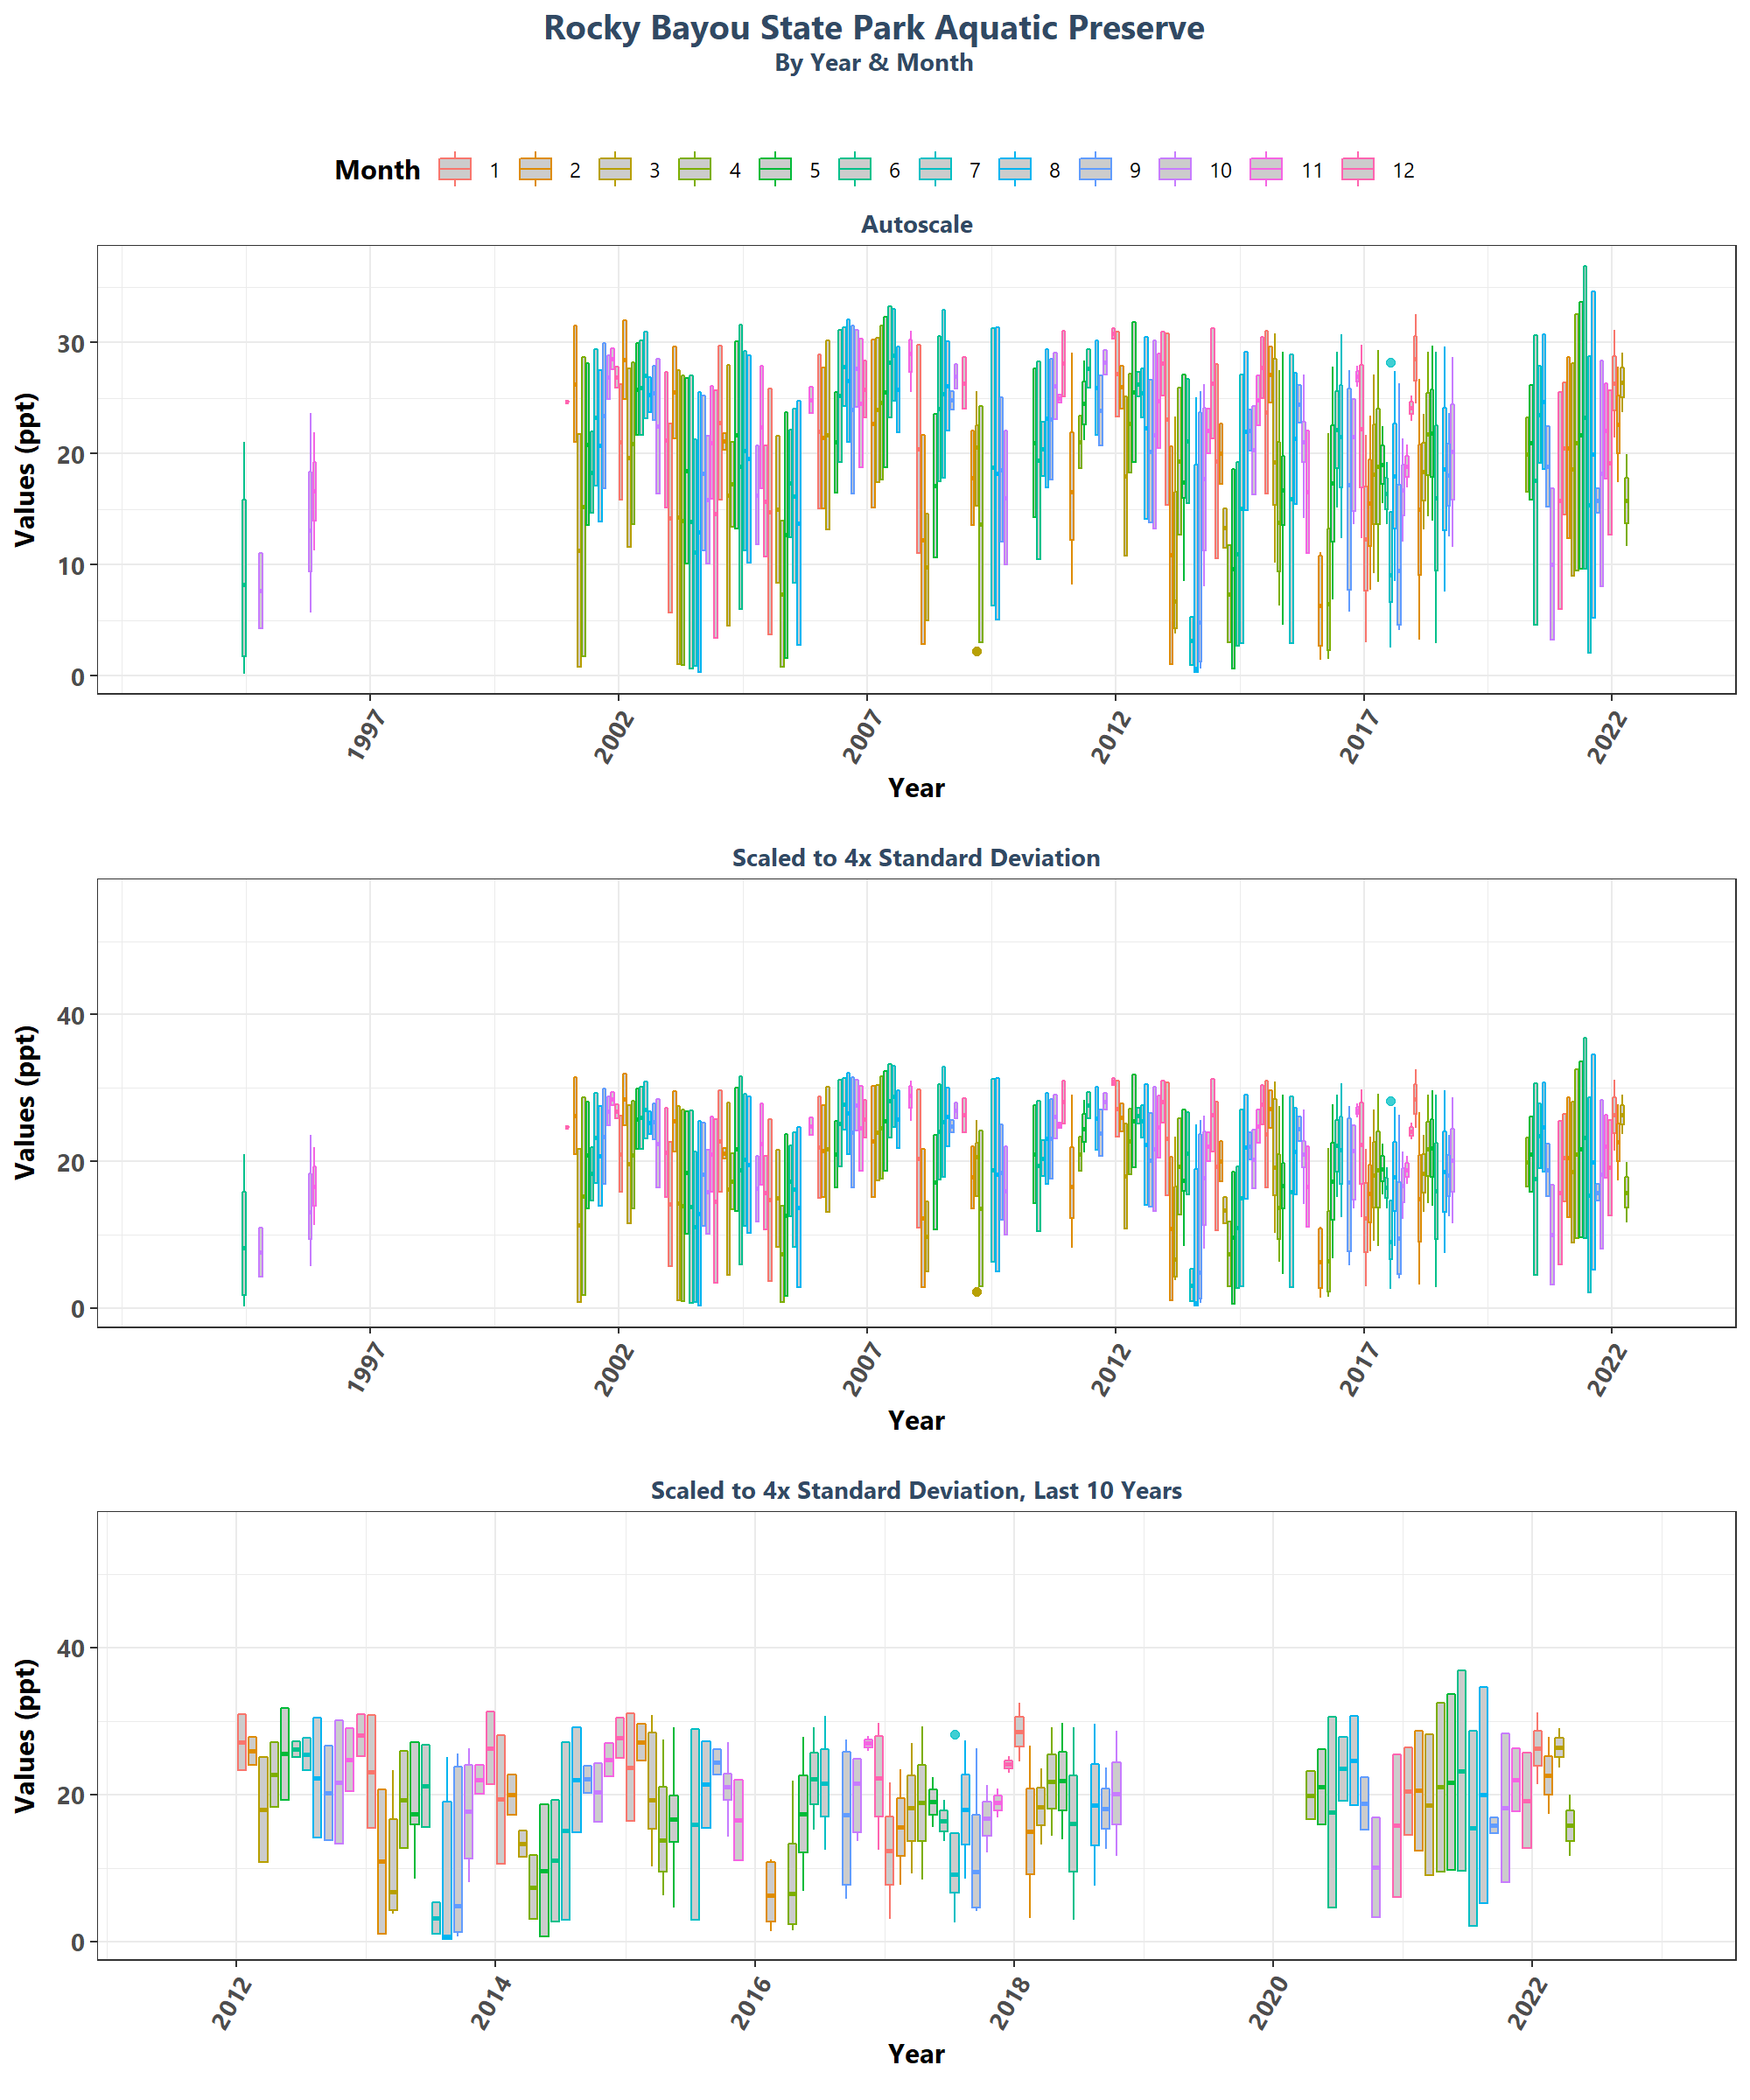 Rocky Bayou State Park Aquatic Preserve
By Year & Month
Month 1 2 3 4 5 6 7 8 9 10 11 12
Autoscale
Values (ppt)
30
20
10
0
1997 2002 2007 2012 2017 2022
Year
Scaled to 4x Standard Deviation
Values (ppt)
40
20
0
1997 2002 2007 2012 2017 2022
Year
Scaled to 4x Standard Deviation, Last 10 Years
Values (ppt)
40
20
0
2012 2014 2016 2018 2020 2022
Year